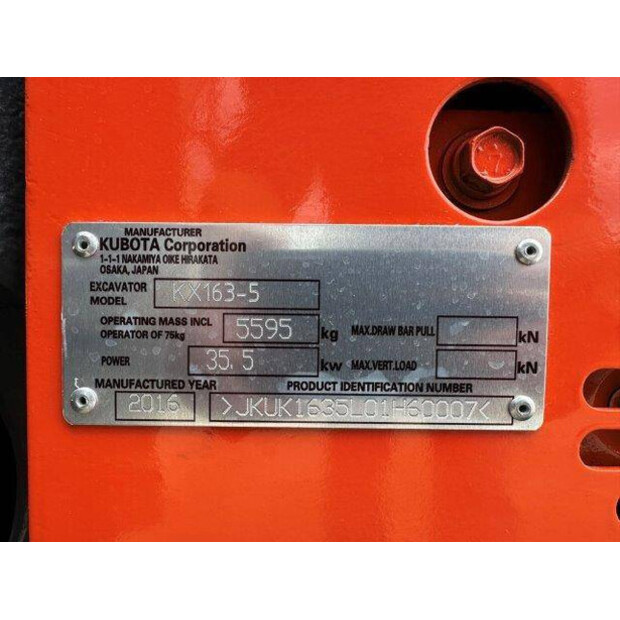 MANUFACTURER
KUBOTA Corporation
1-1-1 NAKAMIYA OIKE HIRAKATA
OSAKA, JAPAN
EXCAVATOR MODEL KX163-5
OPERATING MASS INCL OPERATOR OF 75kg 5595 kg MAX.DRAW BAR PULL kN
POWER 35.5 kw MAX.VERT.LOAD kN
MANUFACTURED YEAR PRODUCT IDENTIFICATION NUMBER
2016 >JKUK1635L01H60007<